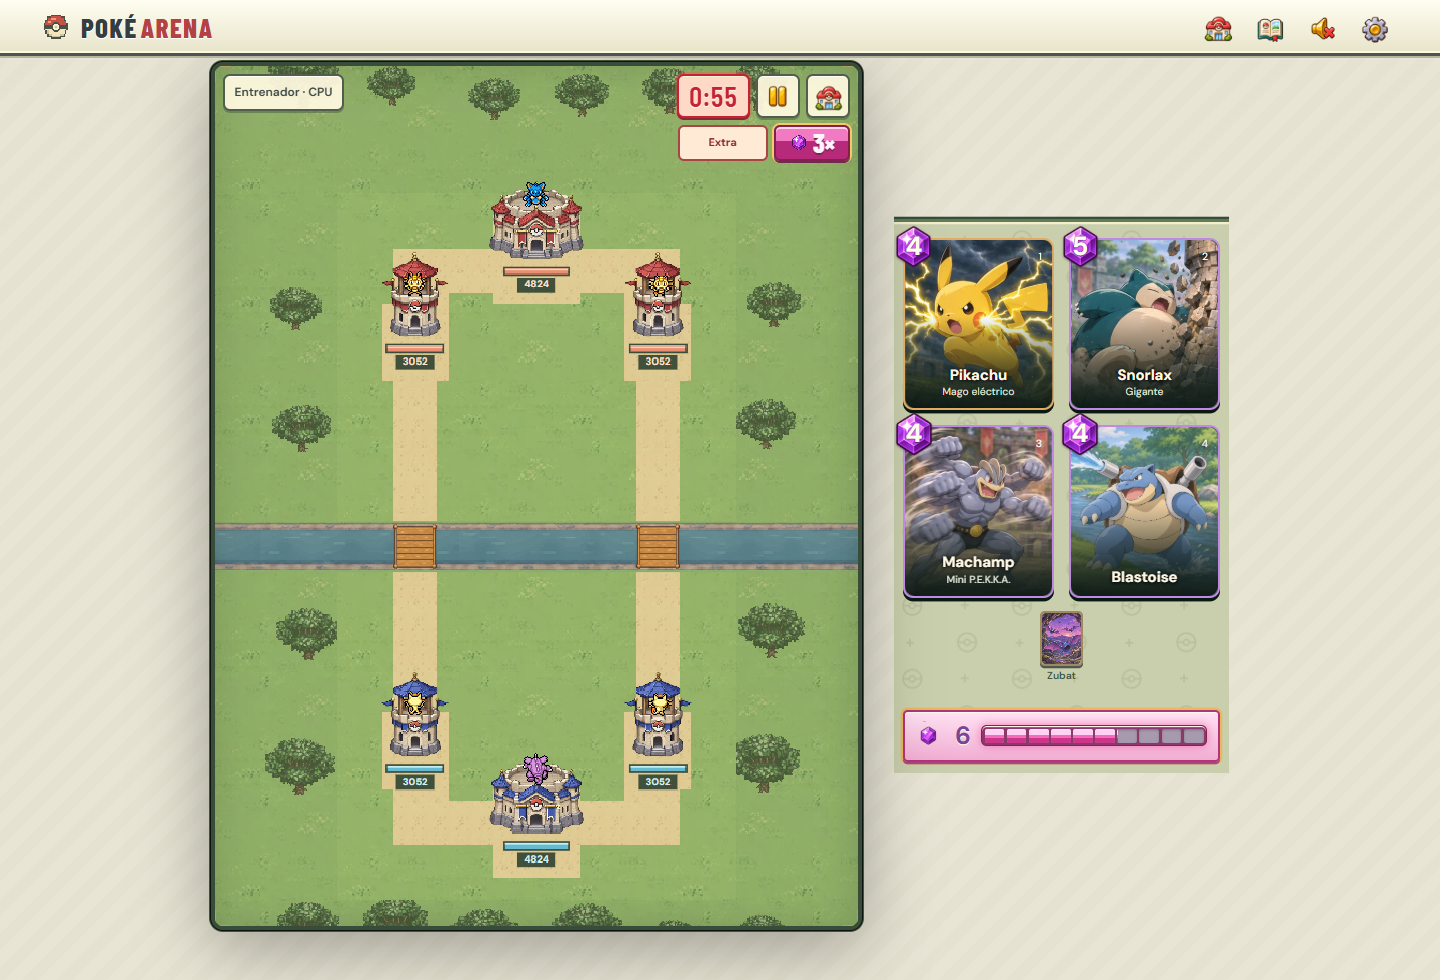 POKÉ ARENA
Entrenador · CPU
0:55
Extra
3×
4824
3052
3052
3052
3052
4824
4
1
Pikachu
Mago eléctrico
5
2
Snorlax
Gigante
4
3
Machamp
Mini P.E.K.K.A.
4
4
Blastoise
Zubat
6